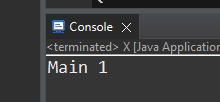 Console
<terminated> X [Java Application
Main 1